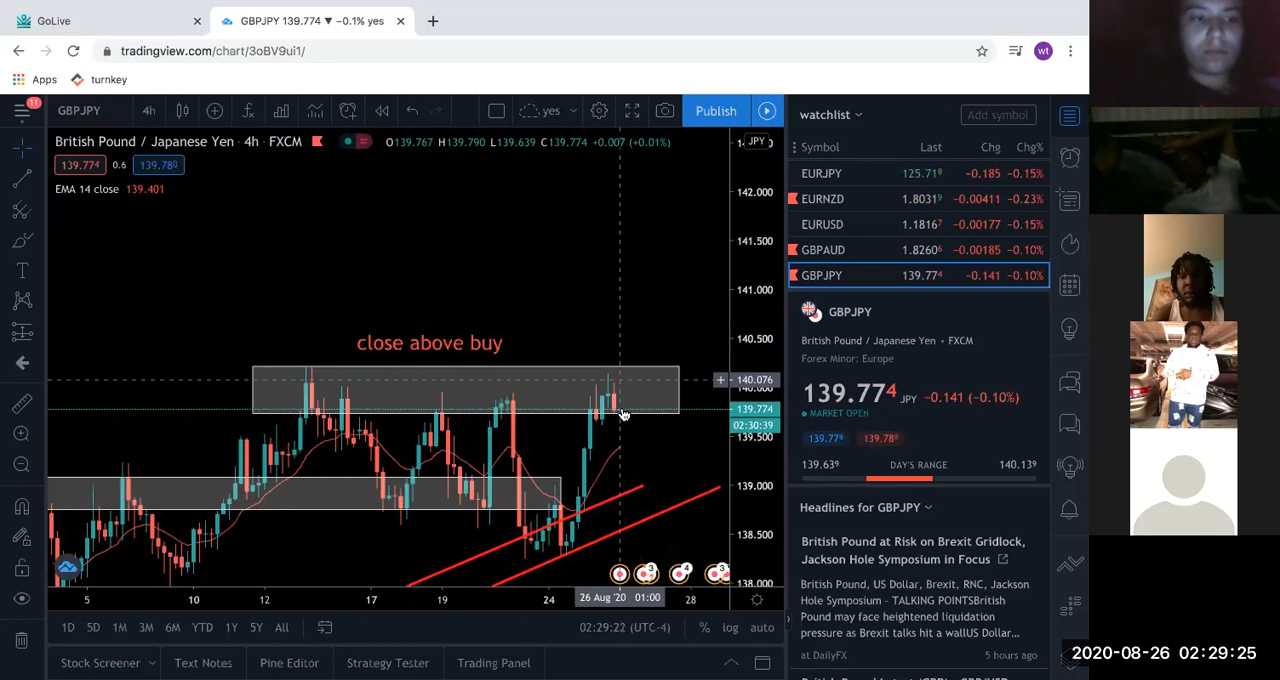 GoLive
GBPJPY 139.774 ▼ −0.1% yes
tradingview.com/chart/3oBV9ui1/
wt
Apps
turnkey
11
GBPJPY
4h
yes
Publish
watchlist
Add symbol
British Pound / Japanese Yen · 4h · FXCM
O139.767 H139.790 L139.639 C139.774 +0.007 (+0.01%)
JPY
139.774
0.6
139.780
EMA 14 close 139.401
Symbol Last Chg Chg%
EURJPY 125.719 −0.185 −0.15%
EURNZD 1.80319 −0.00411 −0.23%
EURUSD 1.18167 −0.00177 −0.15%
GBPAUD 1.82606 −0.00185 −0.10%
GBPJPY 139.774 −0.141 −0.10%
142.000
141.500
141.000
140.500
140.076
140.000
139.774
02:30:39
139.500
139.000
138.500
138.000
close above buy
GBPJPY
British Pound / Japanese Yen • FXCM
Forex Minor: Europe
139.774 JPY −0.141 (−0.10%)
MARKET OPEN
139.779
139.789
139.639 DAY'S RANGE 140.139
Headlines for GBPJPY
British Pound at Risk on Brexit Gridlock,
Jackson Hole Symposium in Focus
British Pound, US Dollar, Brexit, RNC, Jackson
Hole Symposium - TALKING POINTSBritish
Pound may face heightened liquidation
pressure as Brexit talks hit a wallUS Dollar…
at DailyFX 5 hours ago
3
4
3
5 10 12 17 19 24 26 Aug '20 01:00 28
1D 5D 1M 3M 6M YTD 1Y 5Y All
02:29:22 (UTC-4)
% log auto
Stock Screener Text Notes Pine Editor Strategy Tester Trading Panel
2020-08-26 02:29:25